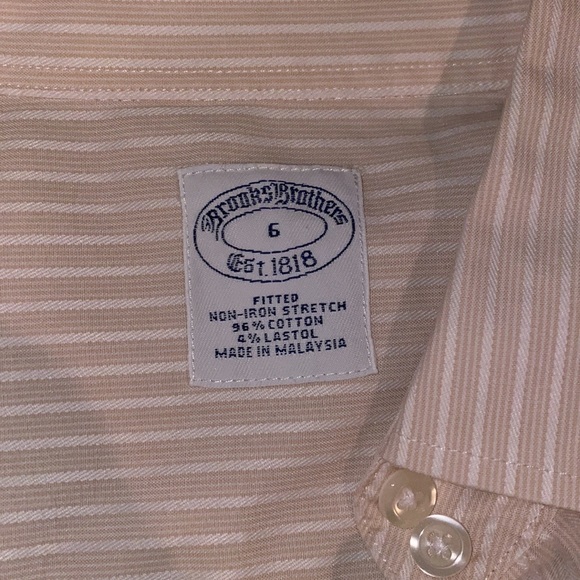 Brooks Brothers
6
Est. 1818
FITTED
NON-IRON STRETCH
96% COTTON
4% LASTOL
MADE IN MALAYSIA